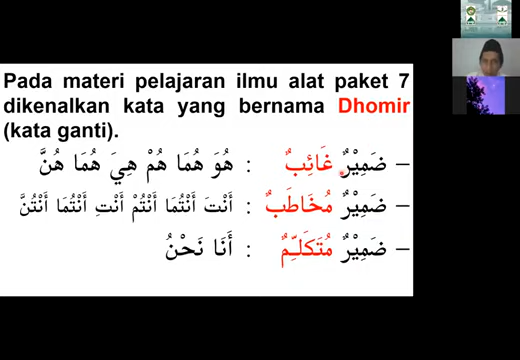 Pada materi pelajaran ilmu alat paket 7
dikenalkan kata yang bernama Dhomir
(kata ganti).
– ضَمِيْرٌ غَائِبٌ : هُوَ هُمَا هُمْ هِيَ هُمَا هُنَّ
– ضَمِيْرٌ مُخَاطَبٌ : أَنْتَ أَنْتُمَا أَنْتُمْ أَنْتِ أَنْتُمَا أَنْتُنَّ
– ضَمِيْرٌ مُتَكَلِّمٌ : أَنَا نَحْنُ